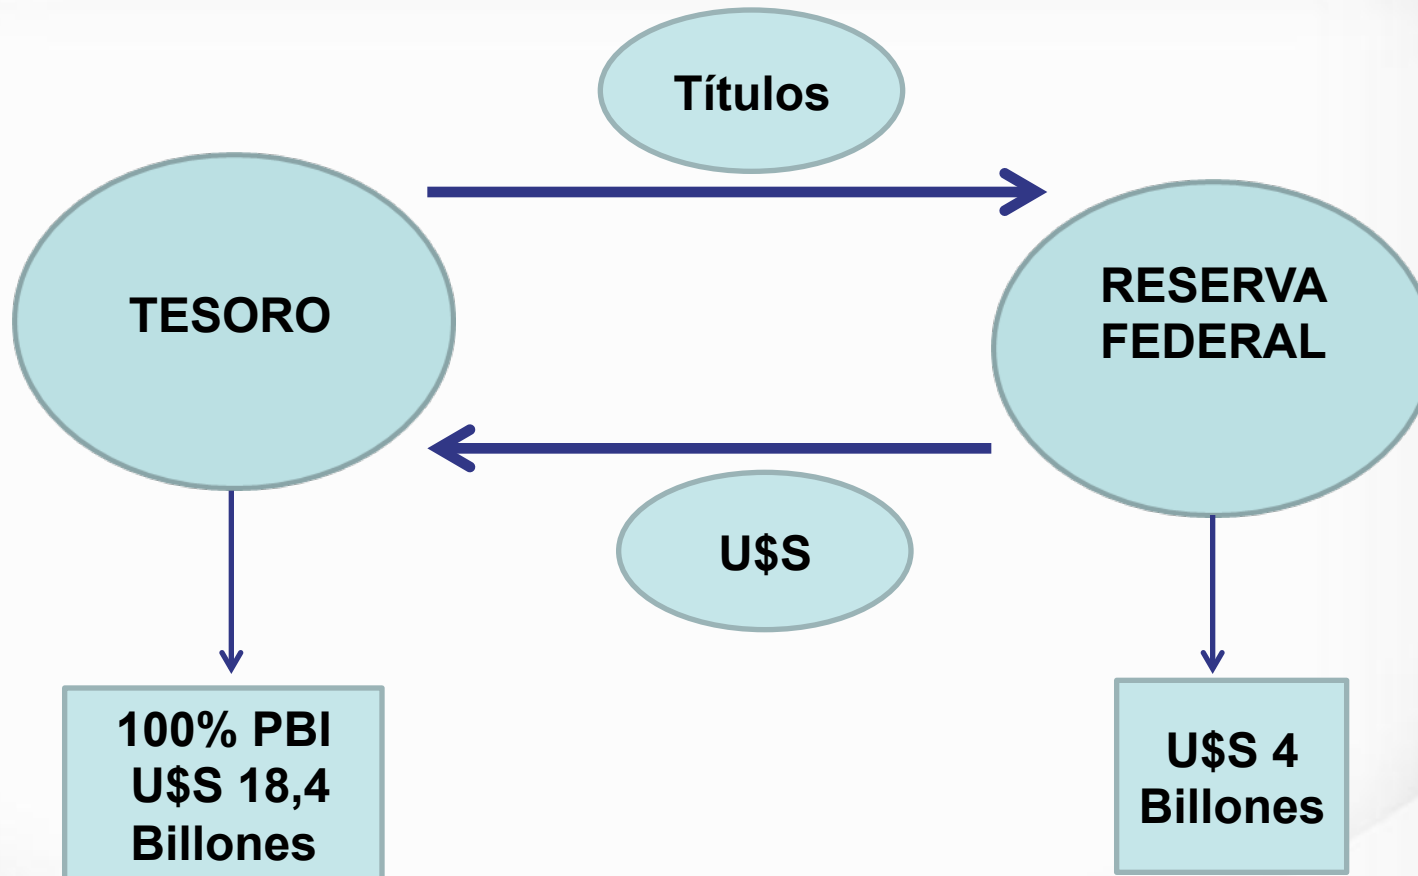 Títulos
TESORO
RESERVA
FEDERAL
U$S
100% PBI
U$S 18,4
Billones
U$S 4
Billones